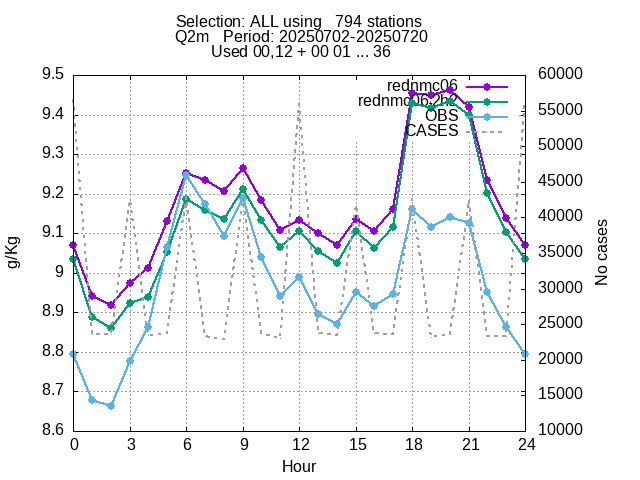 Selection: ALL using   794 stations
Q2m   Period: 20250702-20250720
Used 00,12 + 00 01 ... 36
9.5
9.4
9.3
9.2
9.1
9
8.9
8.8
8.7
8.6
g/Kg
rednmc06
rednmc06.2h2
OBS
CASES
60000
55000
50000
45000
40000
35000
30000
25000
20000
15000
10000
No cases
0 3 6 9 12 15 18 21 24
Hour